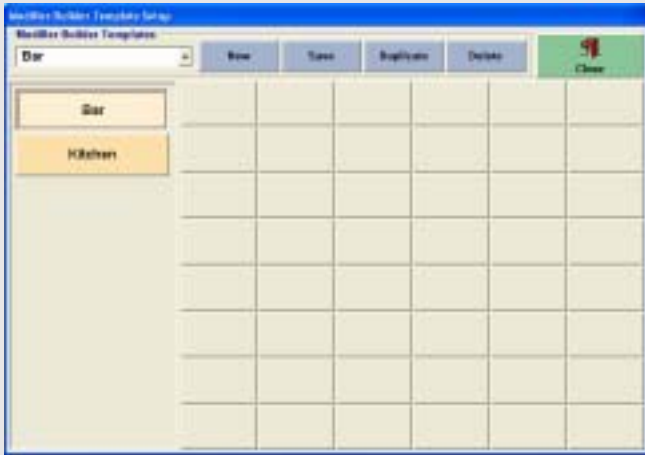 Modifier Builder Template Setup
Modifier Builder Templates
Bar
New
Save
Duplicate
Delete
Close
Bar
Kitchen